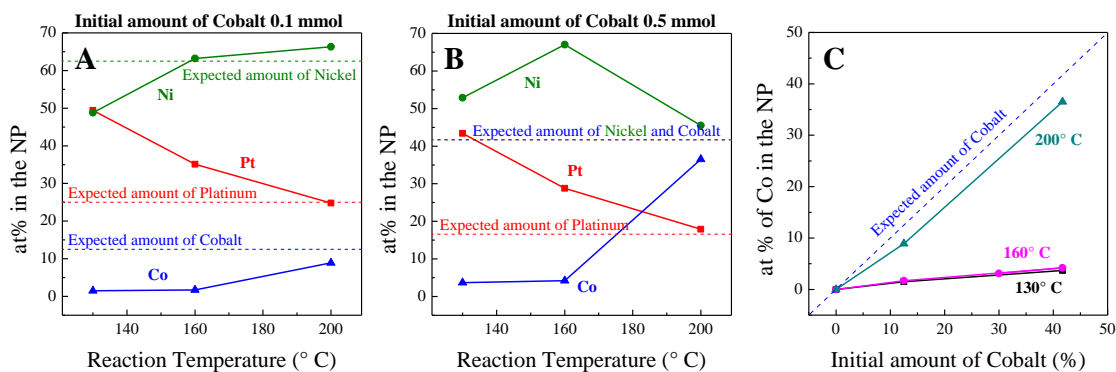 Initial amount of Cobalt 0.1 mmol
70
60
50
40
30
20
10
0
at% in the NP
A
Expected amount of Nickel
Ni
Pt
Expected amount of Platinum
Expected amount of Cobalt
Co
140 160 180 200
Reaction Temperature (° C)
Initial amount of Cobalt 0.5 mmol
70
60
50
40
30
20
10
0
at% in the NP
B
Ni
Expected amount of Nickel and Cobalt
Pt
Expected amount of Platinum
Co
140 160 180 200
Reaction Temperature (° C)
50
40
30
20
10
0
at % of Co in the NP
C
Expected amount of Cobalt
200° C
160° C
130° C
0 10 20 30 40 50
Initial amount of Cobalt (%)